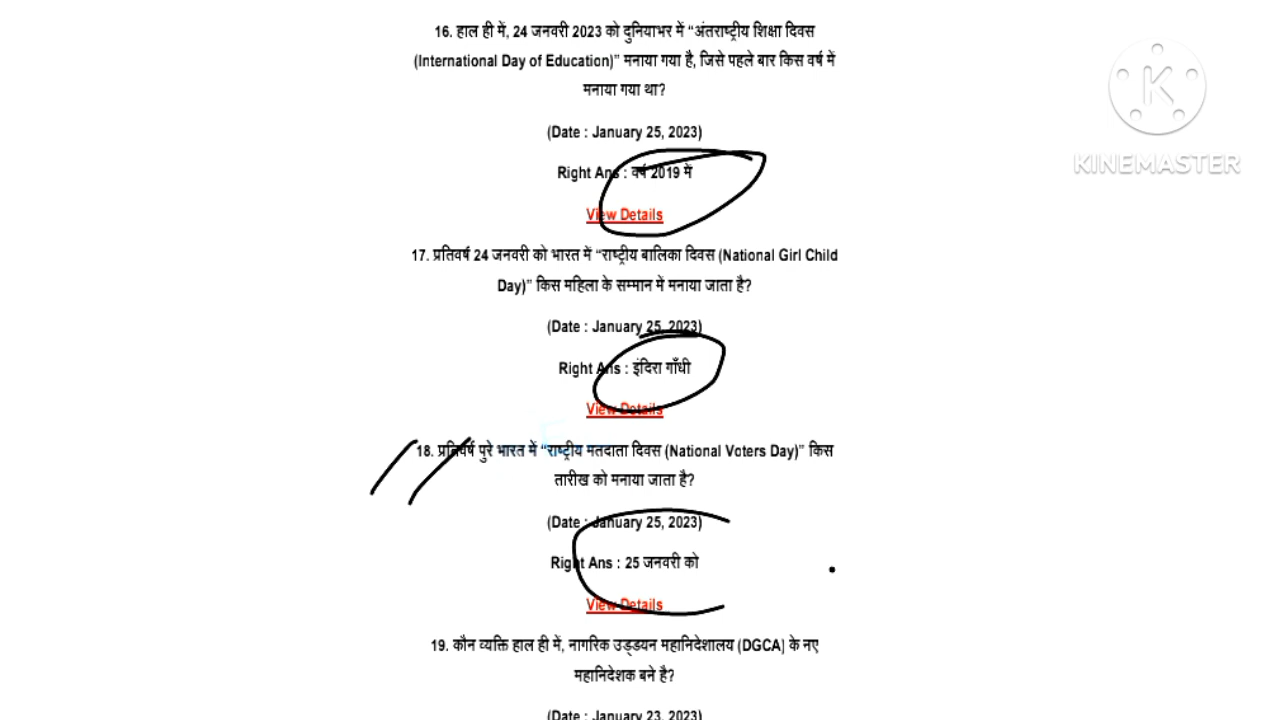 16. हाल ही में, 24 जनवरी 2023 को दुनियाभर में “अंतराष्ट्रीय शिक्षा दिवस
(International Day of Education)” मनाया गया है, जिसे पहले बार किस वर्ष में
मनाया गया था?
(Date : January 25, 2023)
Right Ans : वर्ष 2019 में
View Details
17. प्रतिवर्ष 24 जनवरी को भारत में “राष्ट्रीय बालिका दिवस (National Girl Child
Day)” किस महिला के सम्मान में मनाया जाता है?
(Date : January 25, 2023)
Right Ans : इंदिरा गाँधी
View Details
18. प्रतिवर्ष पुरे भारत में “राष्ट्रीय मतदाता दिवस (National Voters Day)” किस
तारीख को मनाया जाता है?
(Date : January 25, 2023)
Right Ans : 25 जनवरी को
View Details
19. कौन व्यक्ति हाल ही में, नागरिक उड्डयन महानिदेशालय (DGCA] के नए
महानिदेशक बने है?
(Date : January 23, 2023)
K
KINEMASTER